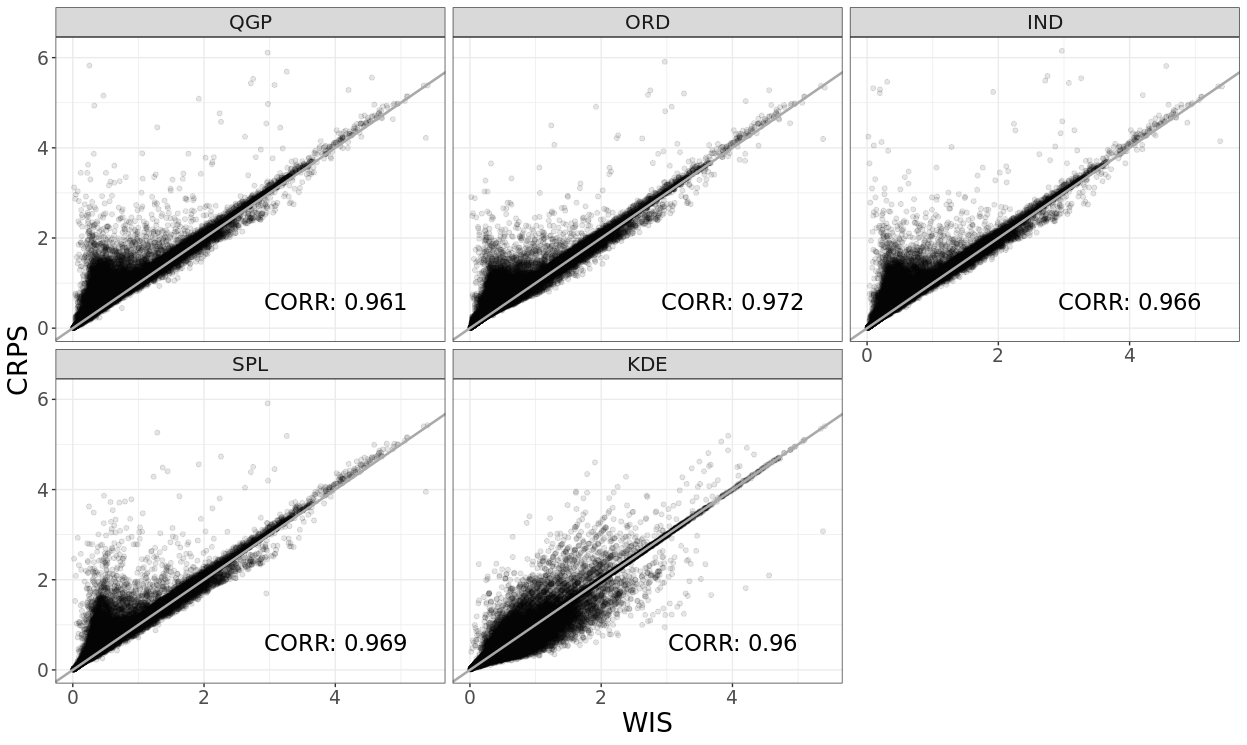 QGP ORD IND
6
4
2
0
CORR: 0.961 CORR: 0.972 CORR: 0.966
0 2 4
CRPS
SPL KDE
6
4
2
0
CORR: 0.969 CORR: 0.96
0 2 4 0 2 4
WIS